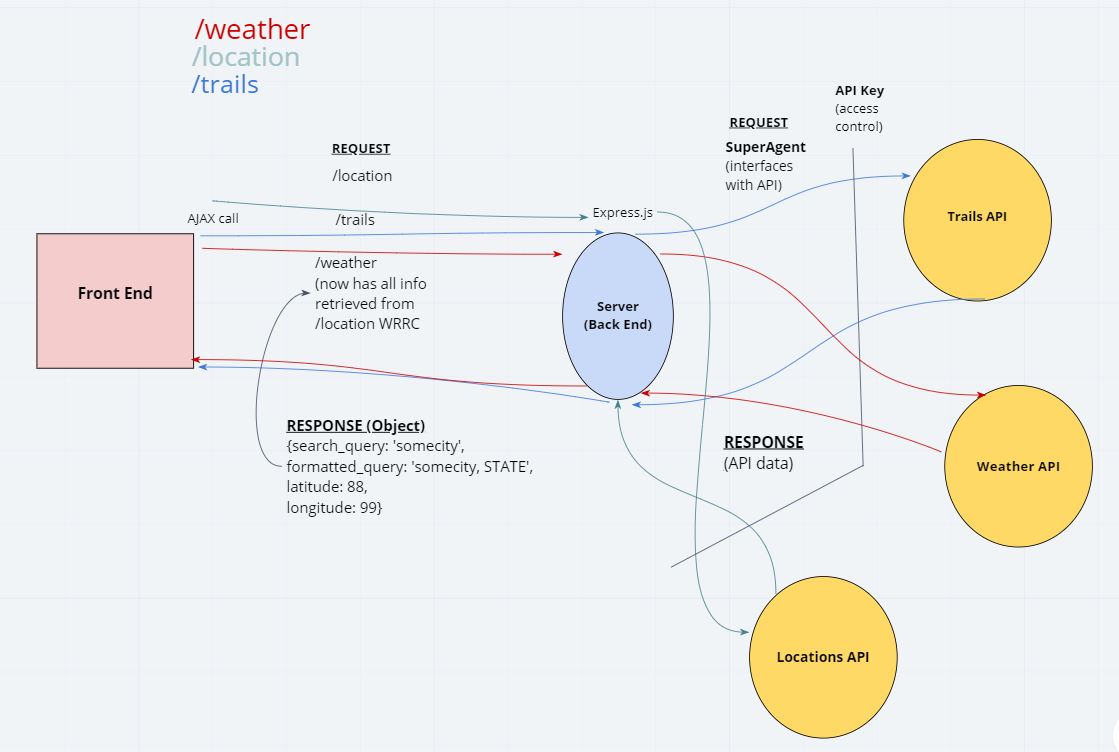 /weather
/location
/trails
REQUEST
/location
AJAX call
/trails
/weather
(now has all info
retrieved from
/location WRRC
Front End
RESPONSE (Object)
{search_query: 'somecity',
formatted_query: 'somecity, STATE',
latitude: 88,
longitude: 99}
Express.js
Server
(Back End)
REQUEST
SuperAgent
(interfaces
with API)
API Key
(access
control)
RESPONSE
(API data)
Trails API
Weather API
Locations API